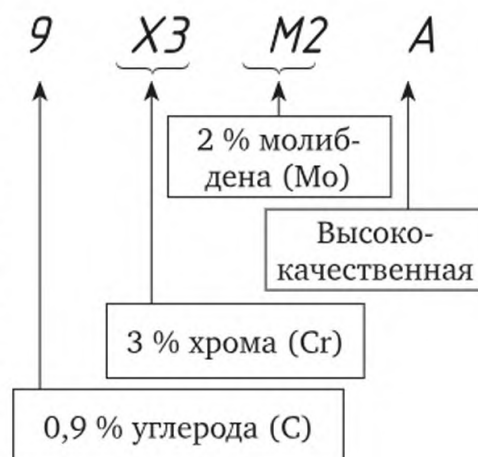 9 Х3 М2 А
2 % молиб-
дена (Mo)
Высоко-
качественная
3 % хрома (Cr)
0,9 % углерода (C)